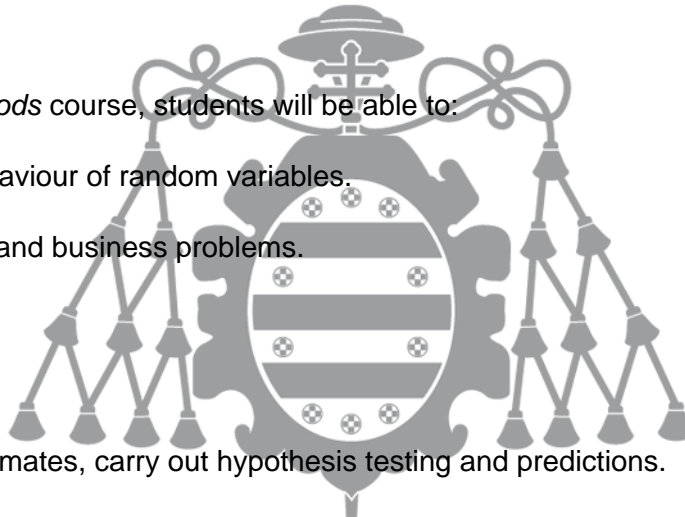 ods course, students will be able to:
aviour of random variables.
and business problems.
mates, carry out hypothesis testing and predictions.